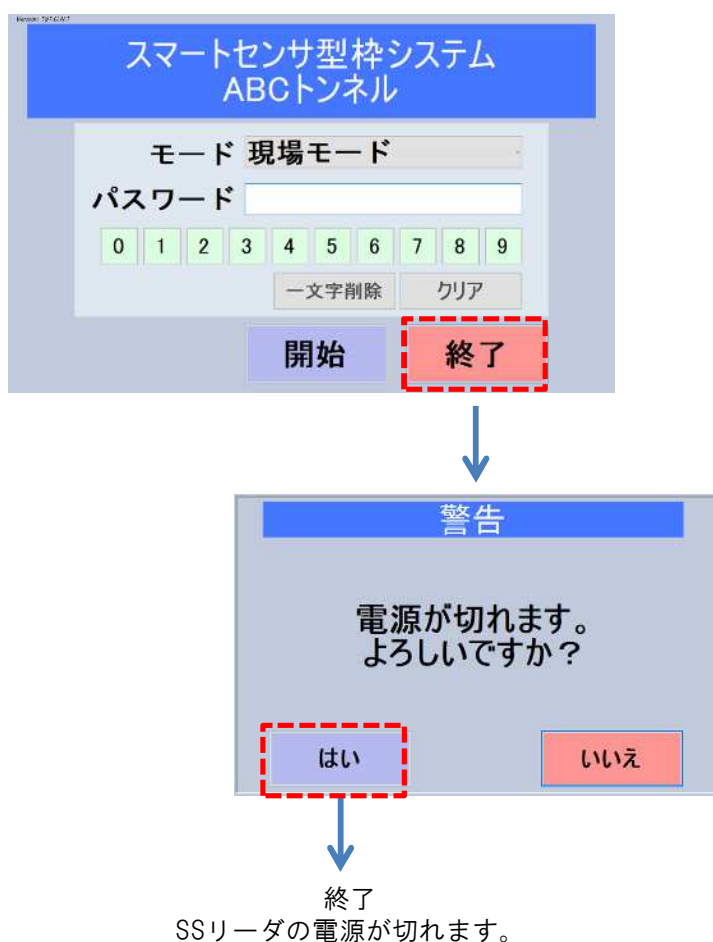 スマートセンサ型枠システム
ABCトンネル
モード 現場モード
パスワード
0 1 2 3 4 5 6 7 8 9
一文字削除 クリア
開始 終了
警告
電源が切れます。
よろしいですか？
はい いいえ
終了
SSリーダの電源が切れます。